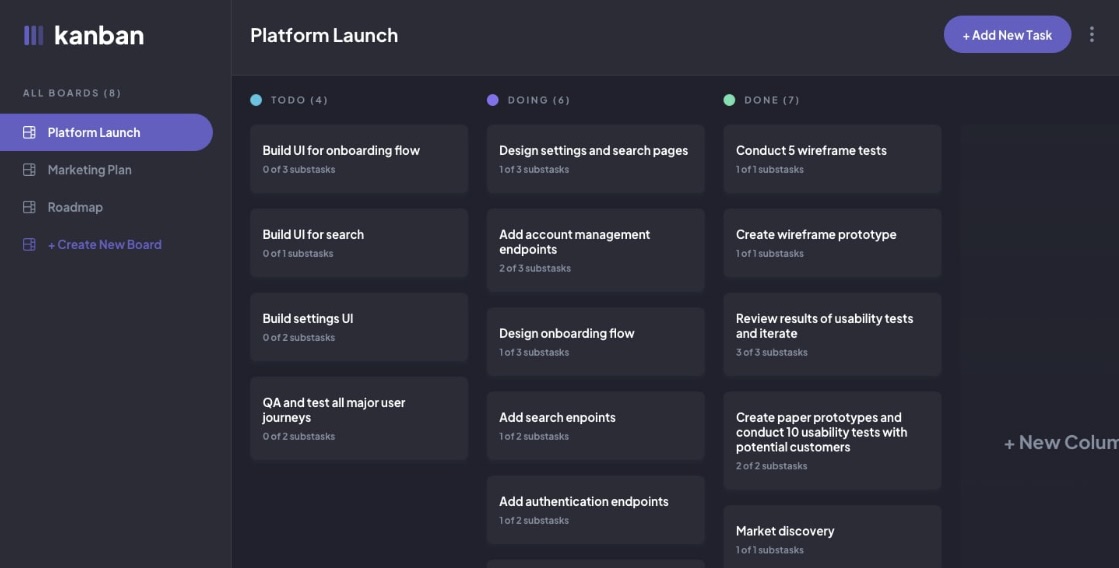 kanban
ALL BOARDS (8)
Platform Launch
Marketing Plan
Roadmap
+ Create New Board
Platform Launch
+ Add New Task
TODO (4)
Build UI for onboarding flow
0 of 3 substasks
Build UI for search
0 of 1 substasks
Build settings UI
0 of 2 substasks
QA and test all major user
journeys
0 of 2 substasks
DOING (6)
Design settings and search pages
1 of 3 substasks
Add account management
endpoints
2 of 3 substasks
Design onboarding flow
1 of 3 substasks
Add search enpoints
1 of 2 substasks
Add authentication endpoints
1 of 2 substasks
DONE (7)
Conduct 5 wireframe tests
1 of 1 substasks
Create wireframe prototype
1 of 1 substasks
Review results of usability tests
and iterate
3 of 3 substasks
Create paper prototypes and
conduct 10 usability tests with
potential customers
2 of 2 substasks
Market discovery
1 of 1 substasks
+ New Colum